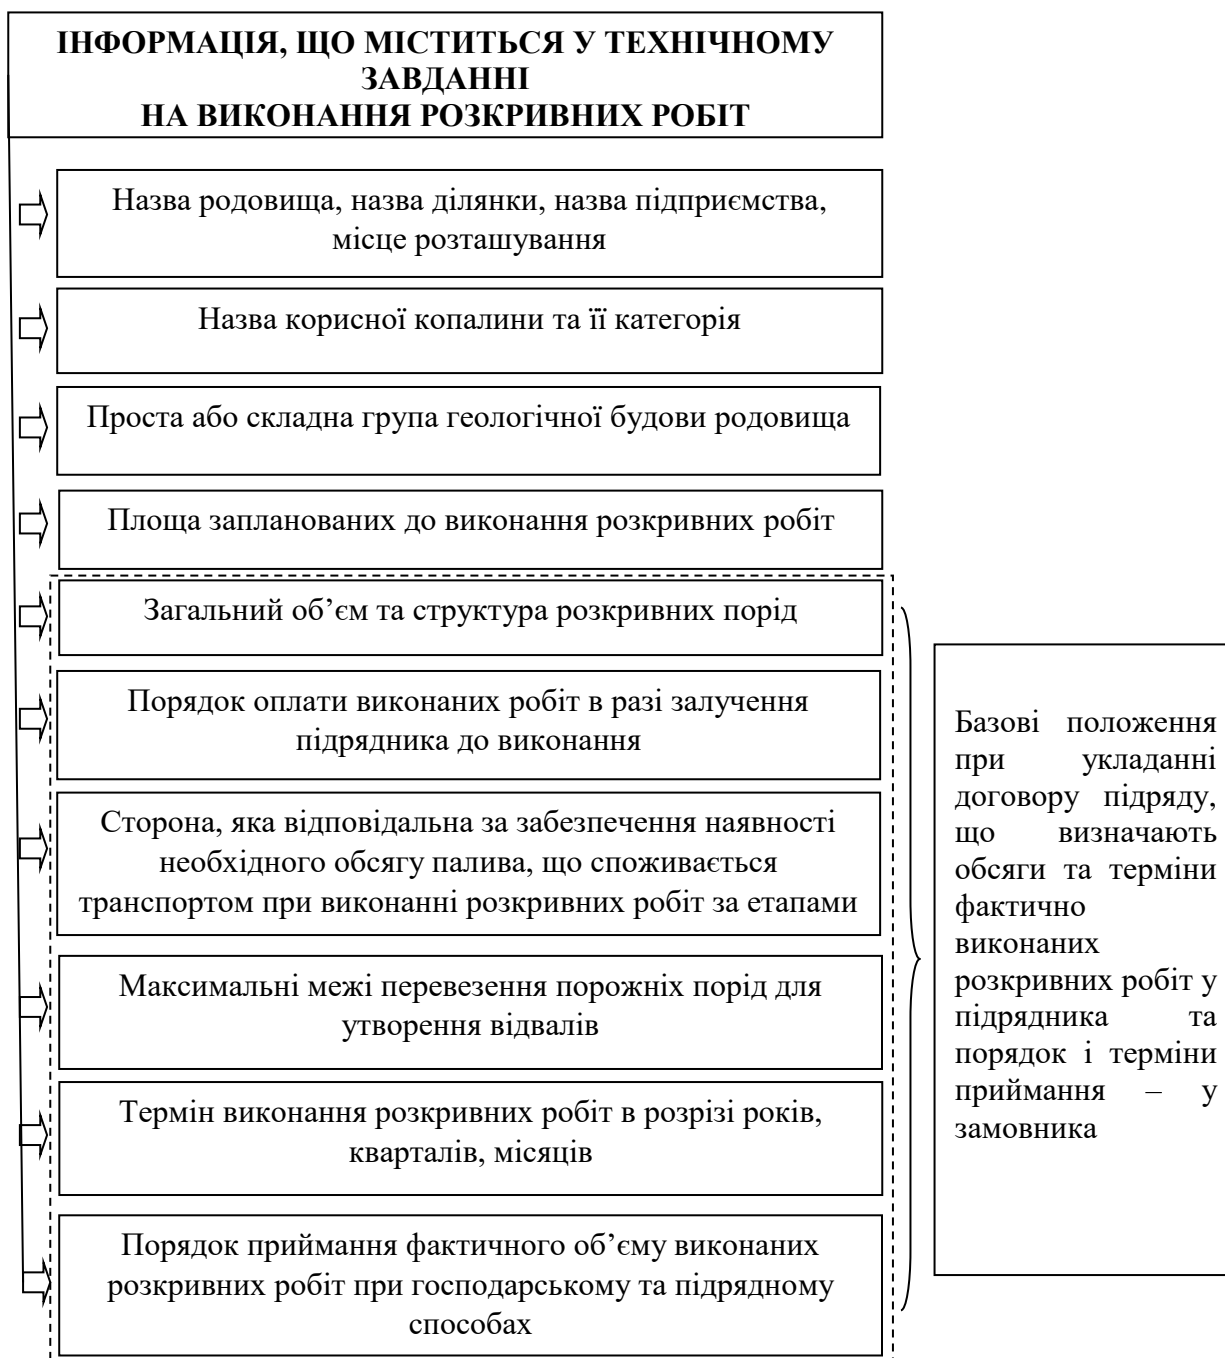 ІНФОРМАЦІЯ, ЩО МІСТИТЬСЯ У ТЕХНІЧНОМУ
ЗАВДАННІ
НА ВИКОНАННЯ РОЗКРИВНИХ РОБІТ
Назва родовища, назва ділянки, назва підприємства,
місце розташування
Назва корисної копалини та її категорія
Проста або складна група геологічної будови родовища
Площа запланованих до виконання розкривних робіт
Загальний об’єм та структура розкривних порід
Порядок оплати виконаних робіт в разі залучення
підрядника до виконання
Сторона, яка відповідальна за забезпечення наявності
необхідного обсягу палива, що споживається
транспортом при виконанні розкривних робіт за етапами
Максимальні межі перевезення порожніх порід для
утворення відвалів
Термін виконання розкривних робіт в розрізі років,
кварталів, місяців
Порядок приймання фактичного об’єму виконаних
розкривних робіт при господарському та підрядному
способах
Базові положення
при укладанні
договору підряду,
що визначають
обсяги та терміни
фактично
виконаних
розкривних робіт у
підрядника та
порядок і терміни
приймання – у
замовника